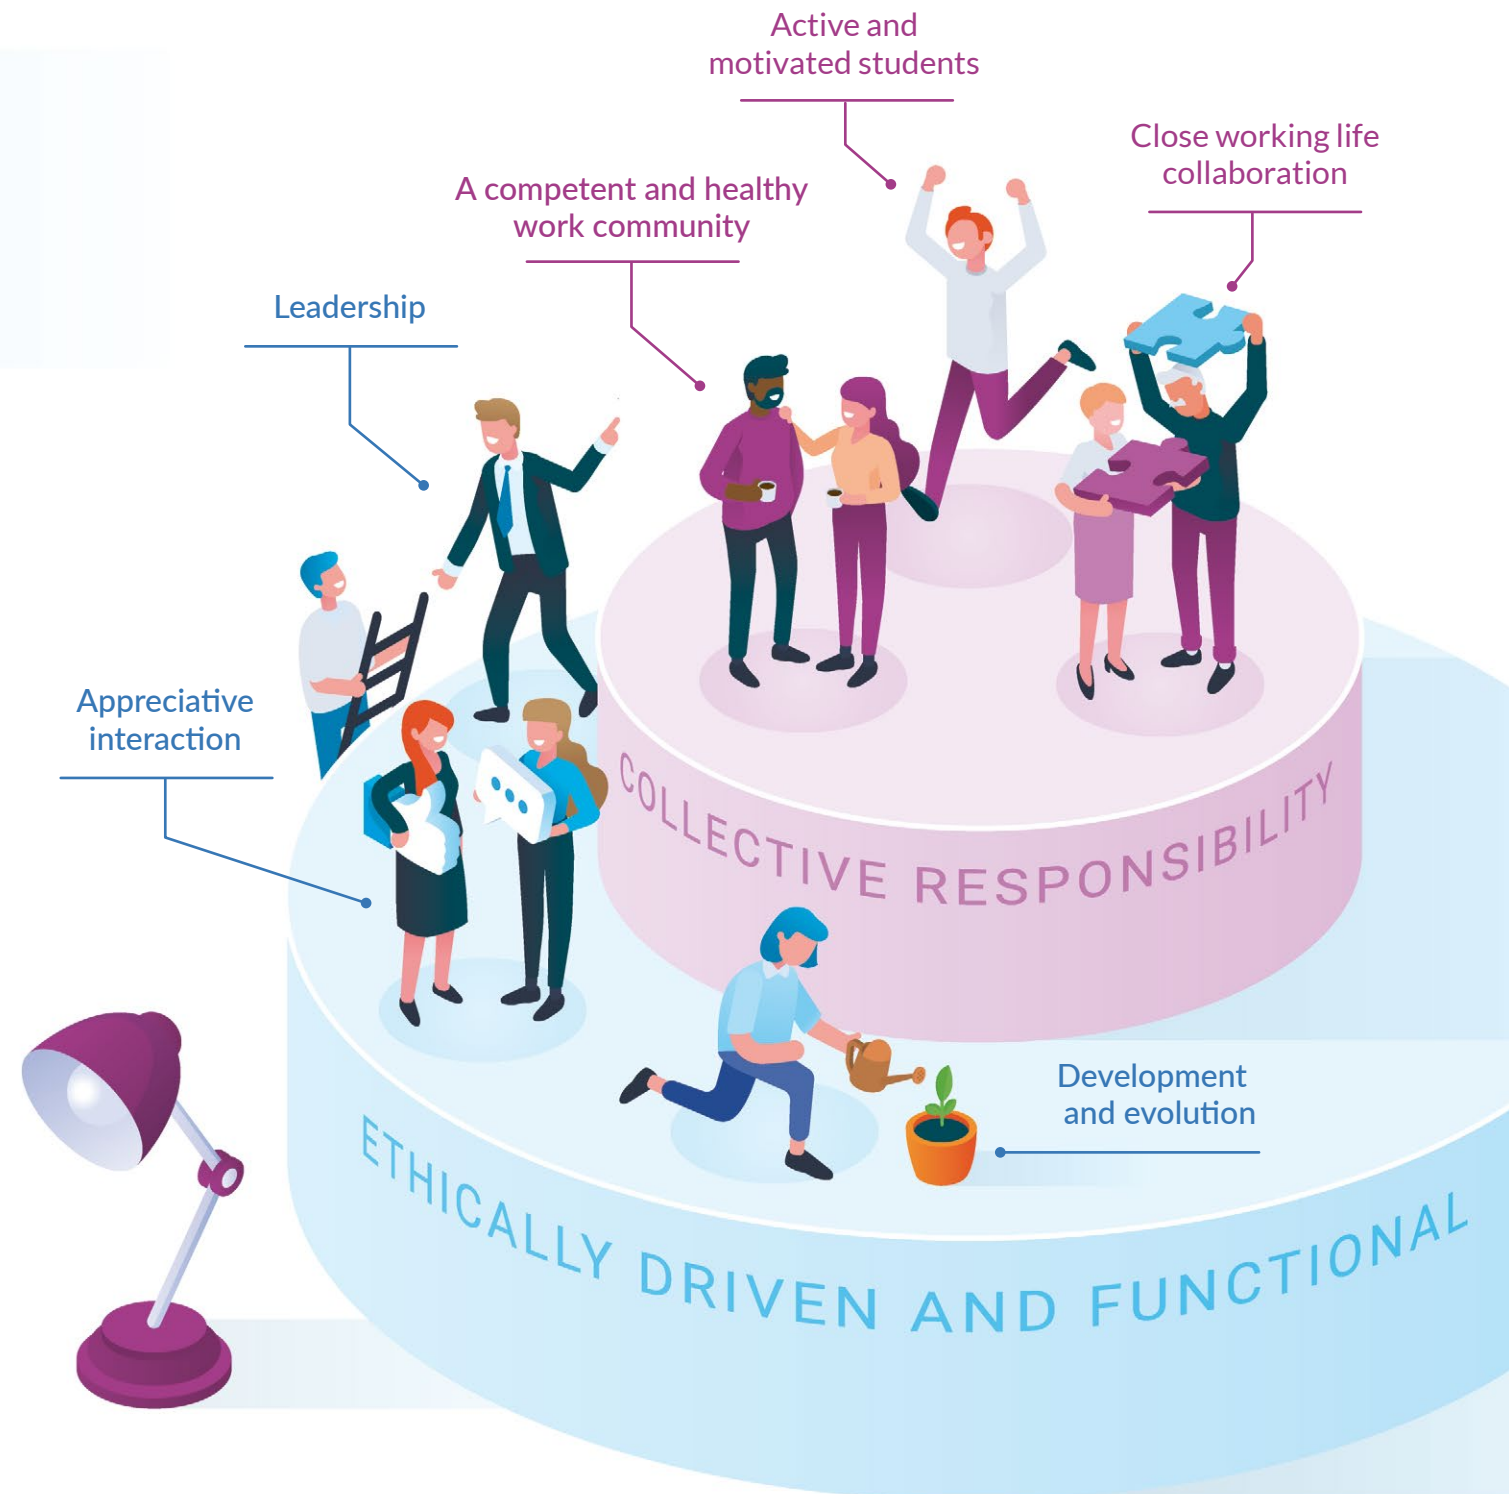 Active and
motivated students
Close working life
collaboration
A competent and healthy
work community
Leadership
Appreciative
interaction
COLLECTIVE RESPONSIBILITY
Development
and evolution
ETHICALLY DRIVEN AND FUNCTIONAL